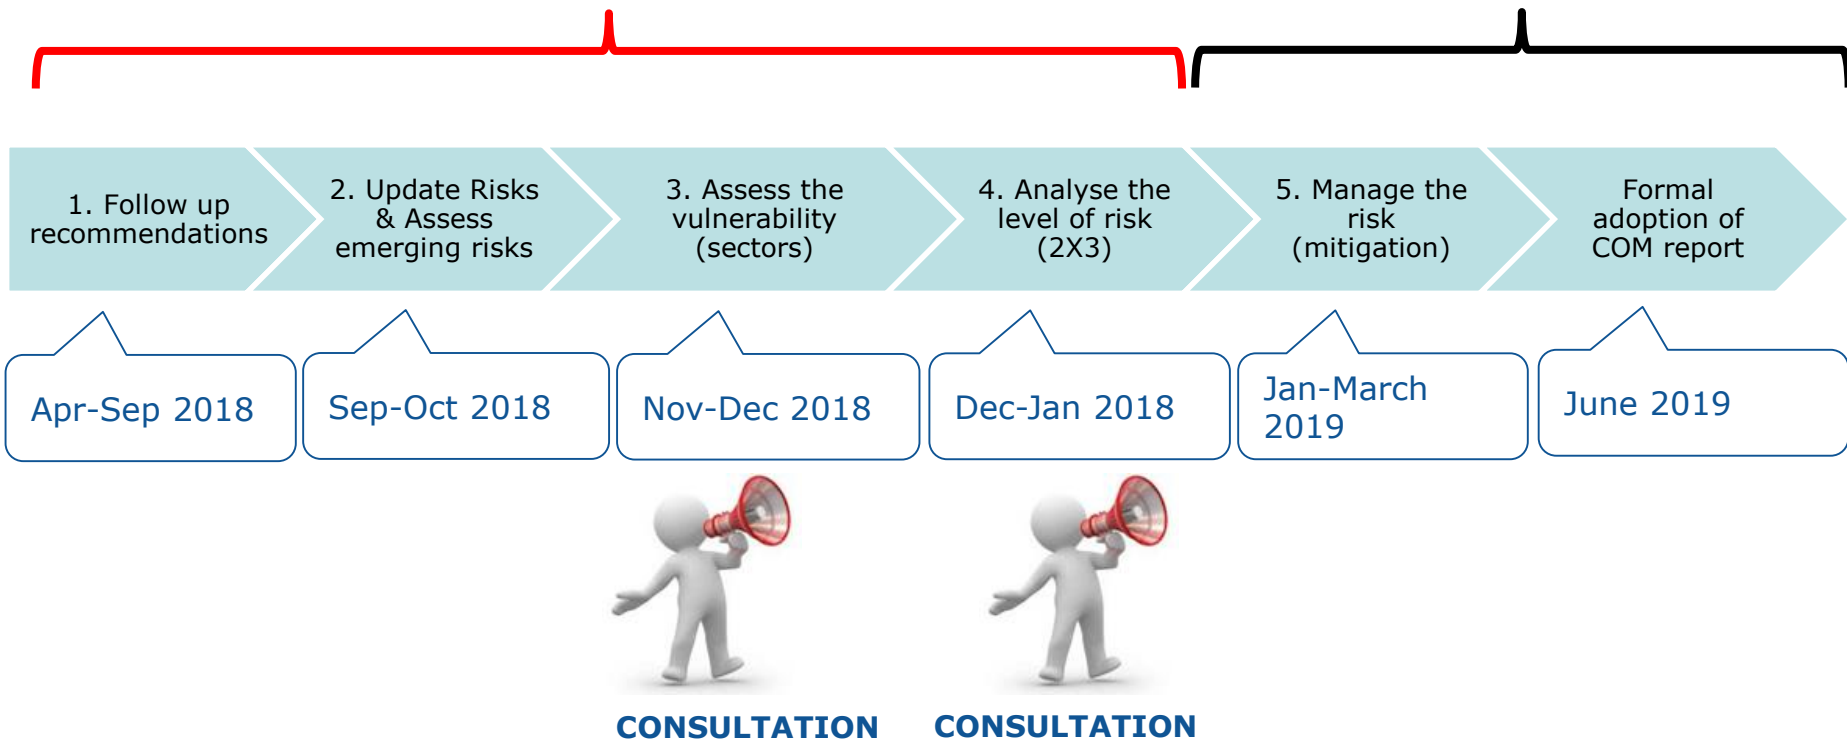 1. Follow up
recommendations
2. Update Risks
& Assess
emerging risks
3. Assess the
vulnerability
(sectors)
4. Analyse the
level of risk
(2X3)
5. Manage the
risk
(mitigation)
Formal
adoption of
COM report
Apr-Sep 2018
Sep-Oct 2018
Nov-Dec 2018
Dec-Jan 2018
Jan-March
2019
June 2019
CONSULTATION
CONSULTATION